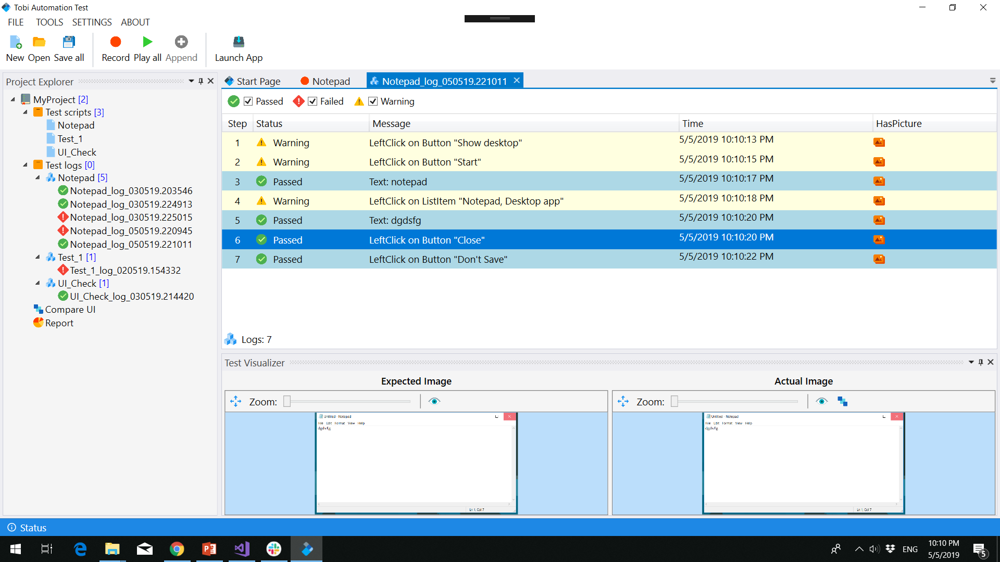 Tobi Automation Test
FILE TOOLS SETTINGS ABOUT
New Open Save all Record Play all Append Launch App
Project Explorer
MyProject [2]
Test scripts [3]
Notepad
Test_1
UI_Check
Test logs [0]
Notepad [5]
Notepad_log_030519.203546
Notepad_log_030519.224913
Notepad_log_030519.225015
Notepad_log_050519.220945
Notepad_log_050519.221011
Test_1 [1]
Test_1_log_020519.154332
UI_Check [1]
UI_Check_log_030519.214420
Compare UI
Report
Start Page Notepad Notepad_log_050519.221011
Passed Failed Warning
Step Status Message Time HasPicture
1 Warning LeftClick on Button "Show desktop" 5/5/2019 10:10:13 PM
2 Warning LeftClick on Button "Start" 5/5/2019 10:10:15 PM
3 Passed Text: notepad 5/5/2019 10:10:17 PM
4 Warning LeftClick on ListItem "Notepad, Desktop app" 5/5/2019 10:10:18 PM
5 Passed Text: dgdsfg 5/5/2019 10:10:20 PM
6 Passed LeftClick on Button "Close" 5/5/2019 10:10:20 PM
7 Passed LeftClick on Button "Don't Save" 5/5/2019 10:10:22 PM
Logs: 7
Test Visualizer
Expected Image
Zoom:
Untitled - Notepad
File Edit Format View Help
dgdsfg
Ln 1, Col 7
Actual Image
Zoom:
Untitled - Notepad
File Edit Format View Help
dgdsfg
Ln 1, Col 7
Status
ENG
10:10 PM
5/5/2019
5